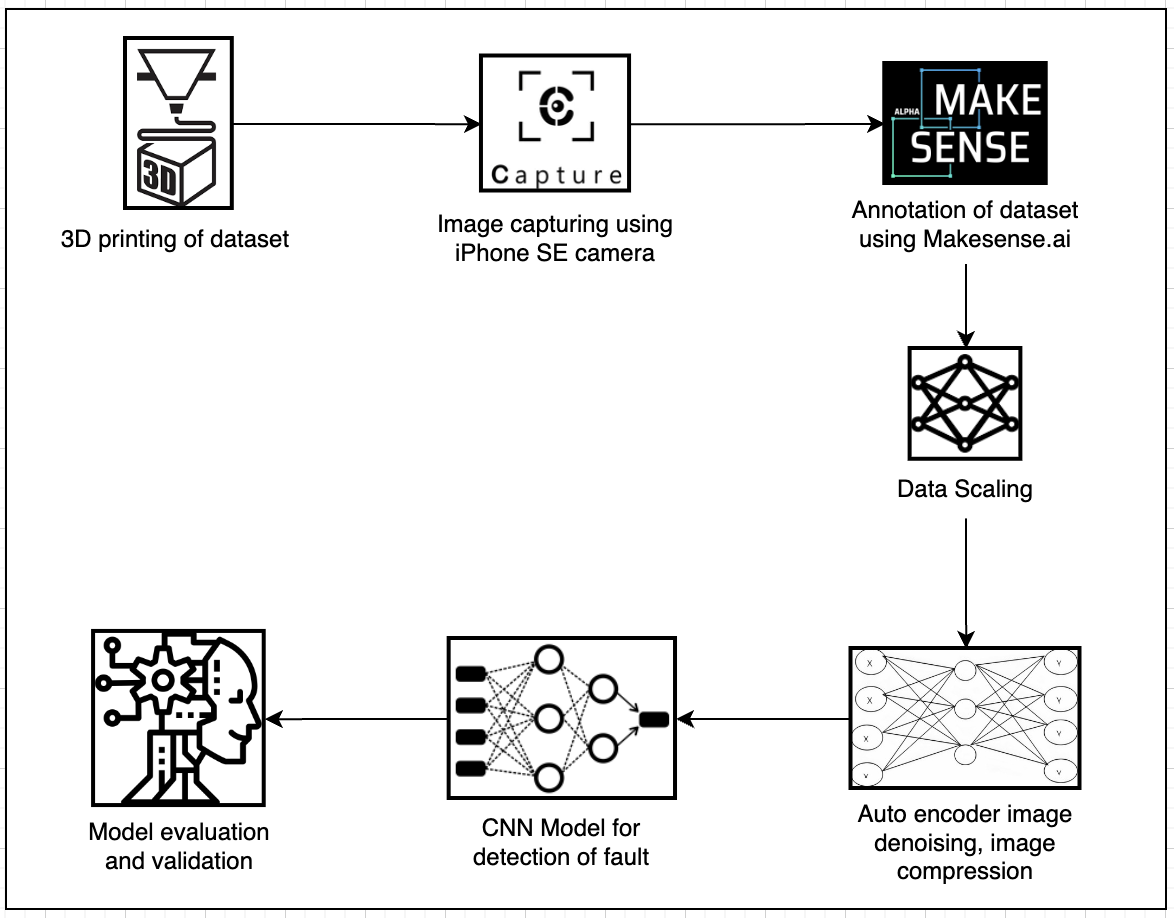 3D
3D printing of dataset
C
Capture
Image capturing using
iPhone SE camera
ALPHA
MAKE
SENSE
Annotation of dataset
using Makesense.ai
Data Scaling
X
X
X
Y
Y
Y
Auto encoder image
denoising, image
compression
CNN Model for
detection of fault
Model evaluation
and validation